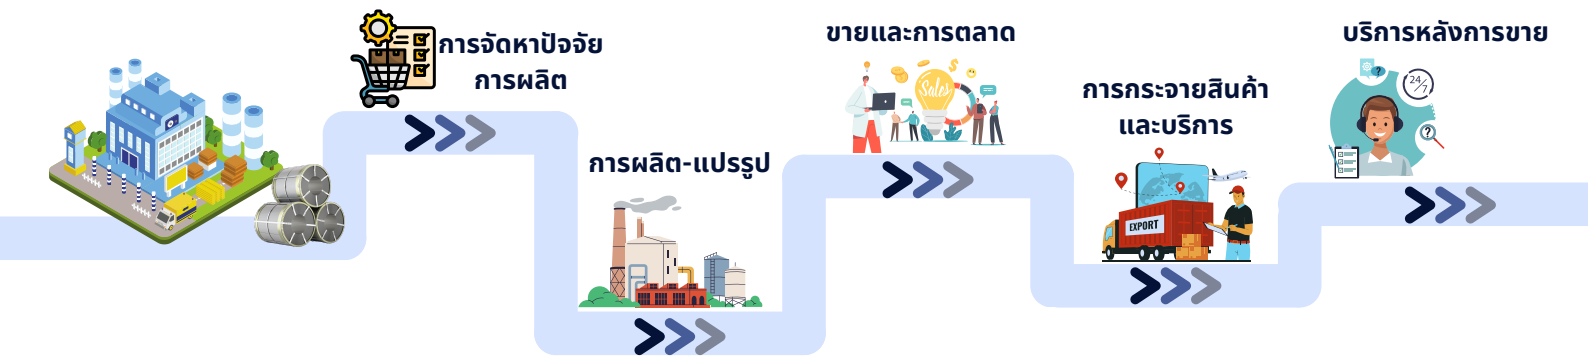 การจัดหาปัจจัย
การผลิต
การผลิต-แปรรูป
ขายและการตลาด
Sales
การกระจายสินค้า
และบริการ
EXPORT
บริการหลังการขาย
?
24/7
?